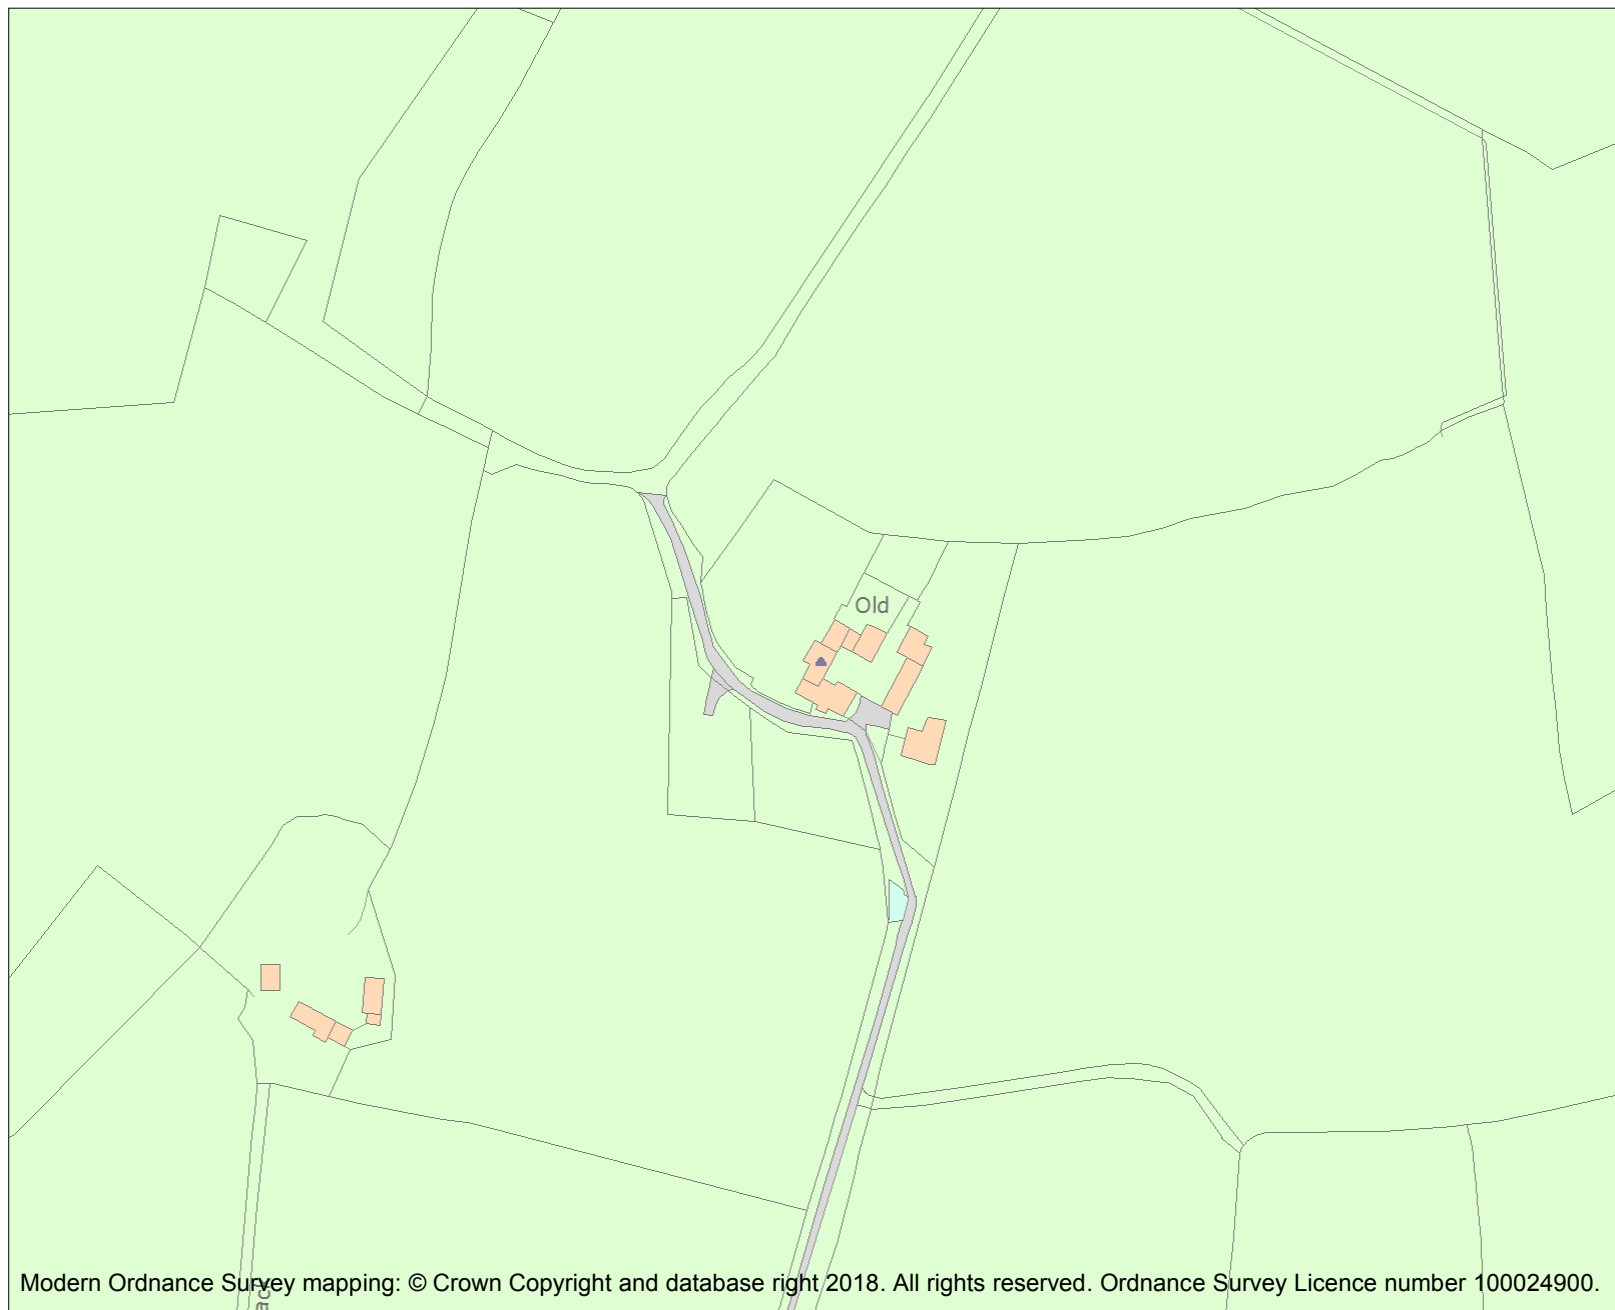 Old
Modern Ordnance Survey mapping: © Crown Copyright and database right 2018. All rights reserved. Ordnance Survey Licence number 100024900.